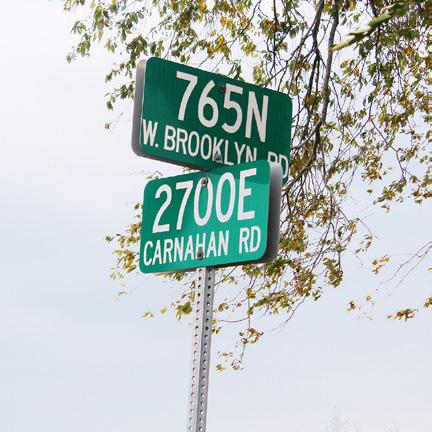 765N
W. BROOKLYN RD
2700E
CARNAHAN RD